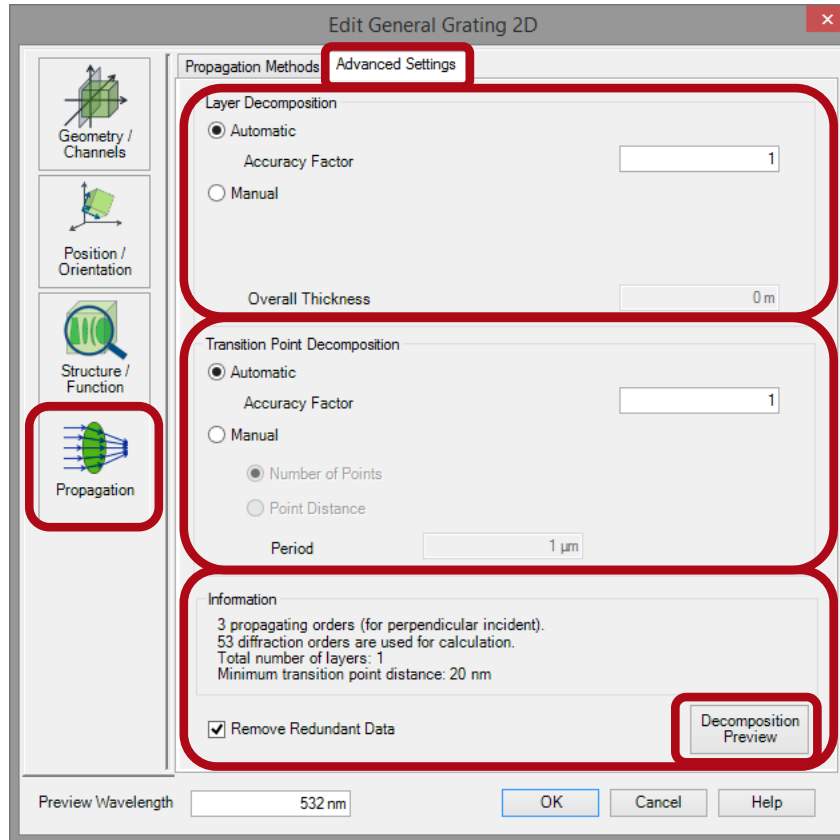 Edit General Grating 2D
×
Geometry /
Channels
Position /
Orientation
Structure /
Function
Propagation
Propagation Methods
Advanced Settings
Layer Decomposition
Automatic
Accuracy Factor
1
Manual
Overall Thickness
0 m
Transition Point Decomposition
Automatic
Accuracy Factor
1
Manual
Number of Points
Point Distance
Period
1 µm
Information
3 propagating orders (for perpendicular incident).
53 diffraction orders are used for calculation.
Total number of layers: 1
Minimum transition point distance: 20 nm
Remove Redundant Data
Decomposition
Preview
Preview Wavelength
532 nm
OK
Cancel
Help